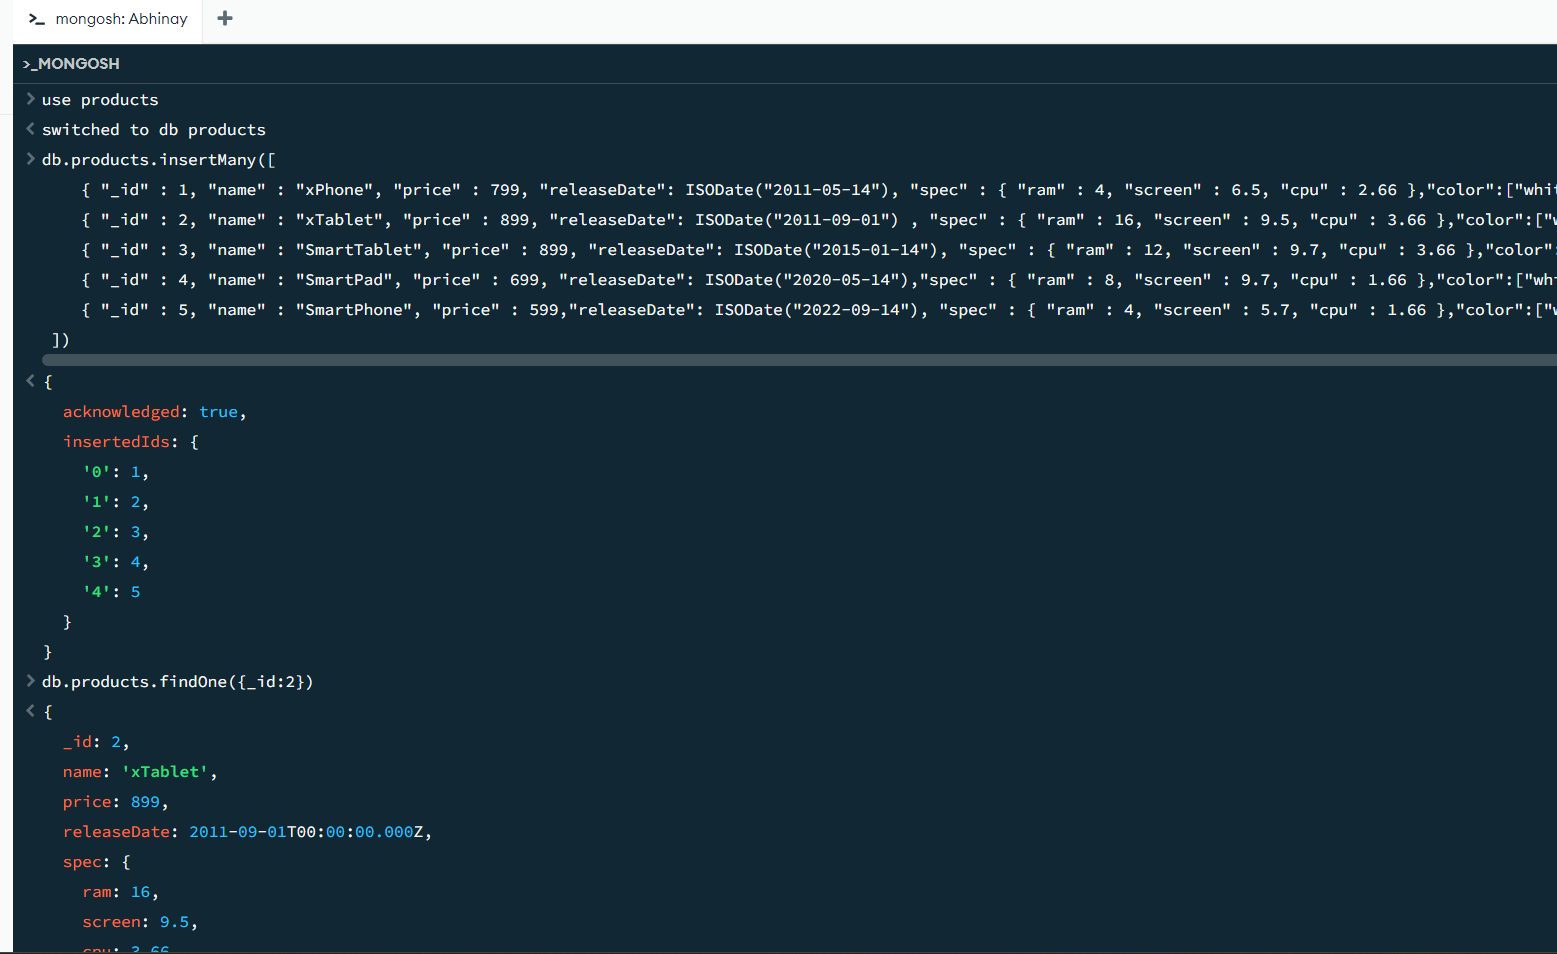 mongosh: Abhinay
>_MONGOSH
use products
switched to db products
db.products.insertMany([
{ "_id" : 1, "name" : "xPhone", "price" : 799, "releaseDate": ISODate("2011-05-14"), "spec" : { "ram" : 4, "screen" : 6.5, "cpu" : 2.66 },"color":["whit
{ "_id" : 2, "name" : "xTablet", "price" : 899, "releaseDate": ISODate("2011-09-01") , "spec" : { "ram" : 16, "screen" : 9.5, "cpu" : 3.66 },"color":["w
{ "_id" : 3, "name" : "SmartTablet", "price" : 899, "releaseDate": ISODate("2015-01-14"), "spec" : { "ram" : 12, "screen" : 9.7, "cpu" : 3.66 },"color":
{ "_id" : 4, "name" : "SmartPad", "price" : 699, "releaseDate": ISODate("2020-05-14"),"spec" : { "ram" : 8, "screen" : 9.7, "cpu" : 1.66 },"color":["whi
{ "_id" : 5, "name" : "SmartPhone", "price" : 599,"releaseDate": ISODate("2022-09-14"), "spec" : { "ram" : 4, "screen" : 5.7, "cpu" : 1.66 },"color":["w
])
{
acknowledged: true,
insertedIds: {
'0': 1,
'1': 2,
'2': 3,
'3': 4,
'4': 5
}
}
db.products.findOne({_id:2})
{
_id: 2,
name: 'xTablet',
price: 899,
releaseDate: 2011-09-01T00:00:00.000Z,
spec: {
ram: 16,
screen: 9.5,
cpu: 3.66